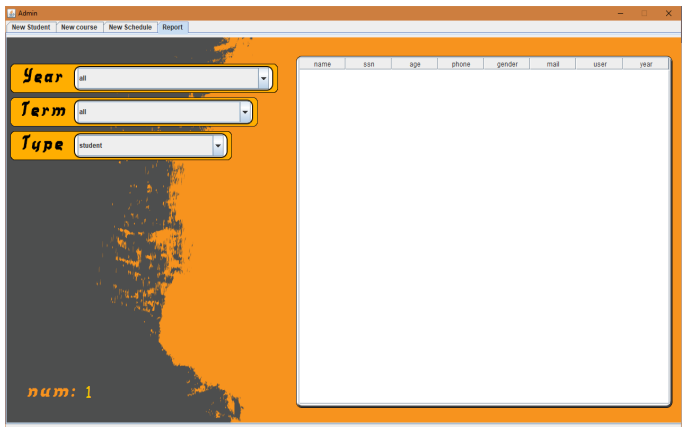 Admin
New Student New course New Schedule Report
Year all
Term all
Type student
name ssn age phone gender mail user year
num: 1